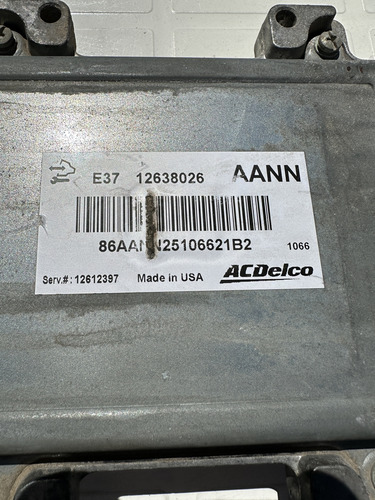 E37 12638026 AANN
86AANN25106621B2 1066
Serv.#: 12612397 Made in USA ACDelco